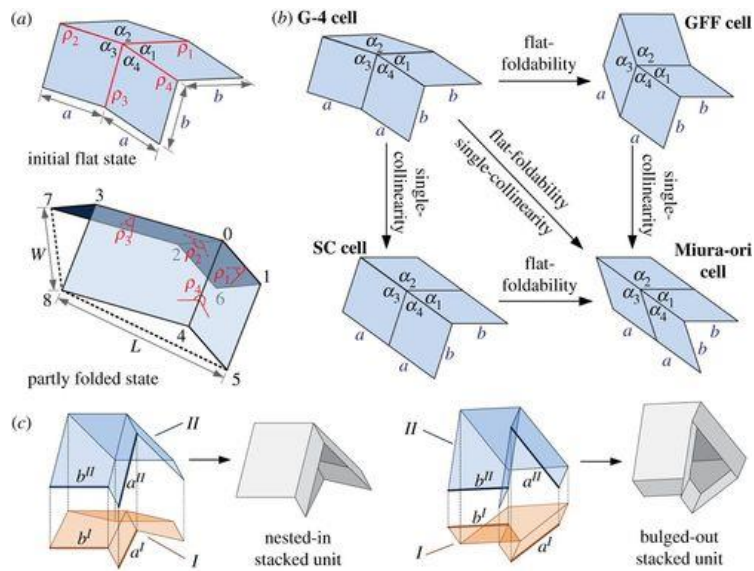 (a)
α2
ρ2
α3
α1
ρ1
α4
ρ4
ρ3
a
a
b
b
initial flat state
7
3
0
ρ3
2
ρ2
ρ1
1
W
6
ρ4
8
4
L
5
partly folded state
(b)
G-4 cell
GFF cell
α2
α3
α1
α4
a
a
b
b
flat-
foldability
α2
α3
α1
α4
a
b
b
single-
collinearity
flat-foldability
single-collinearity
single-
collinearity
SC cell
Miura-ori
cell
α2
α3
α1
α4
a
a
b
b
flat-
foldability
α2
α3
α1
α4
a
a
b
b
(c)
II
bII
aII
bI
aI
I
nested-in
stacked unit
II
bII
aII
bI
I
aI
bulged-out
stacked unit